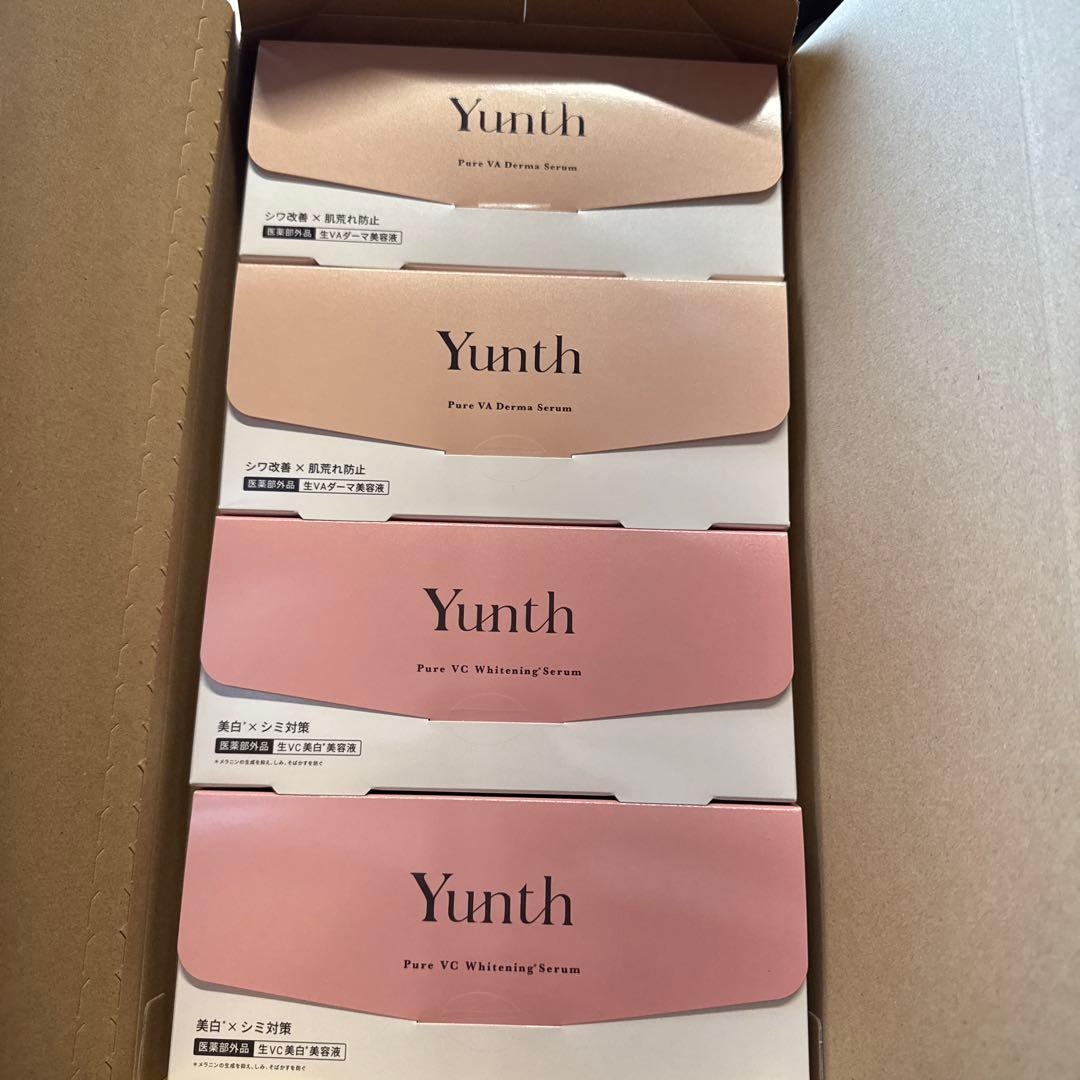 Yunth
Pure VA Derma Serum
シワ改善 × 肌荒れ防止
医薬部外品 生VAダーマ美容液
Yunth
Pure VA Derma Serum
シワ改善 × 肌荒れ防止
医薬部外品 生VAダーマ美容液
Yunth
Pure VC Whitening*Serum
美白*× シミ対策
医薬部外品 生VC美白*美容液
*メラニンの生成を抑え、しみ、そばかすを防ぐ
Yunth
Pure VC Whitening*Serum
美白*× シミ対策
医薬部外品 生VC美白*美容液
*メラニンの生成を抑え、しみ、そばかすを防ぐ